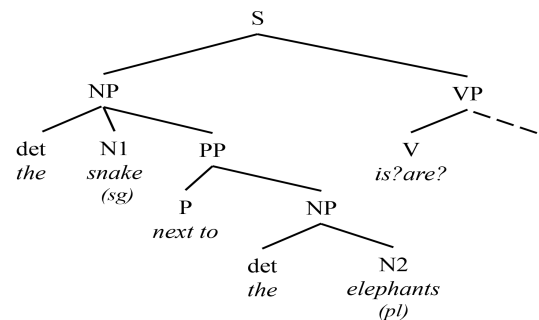 S
NP VP
det N1 PP V
the snake is?are?
(sg)
P NP
next to
det N2
the elephants
(pl)